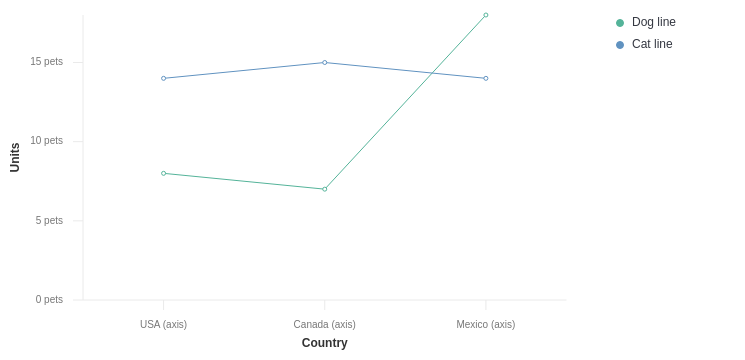 Dog line
Cat line
15 pets
10 pets
5 pets
0 pets
Units
USA (axis)
Canada (axis)
Mexico (axis)
Country